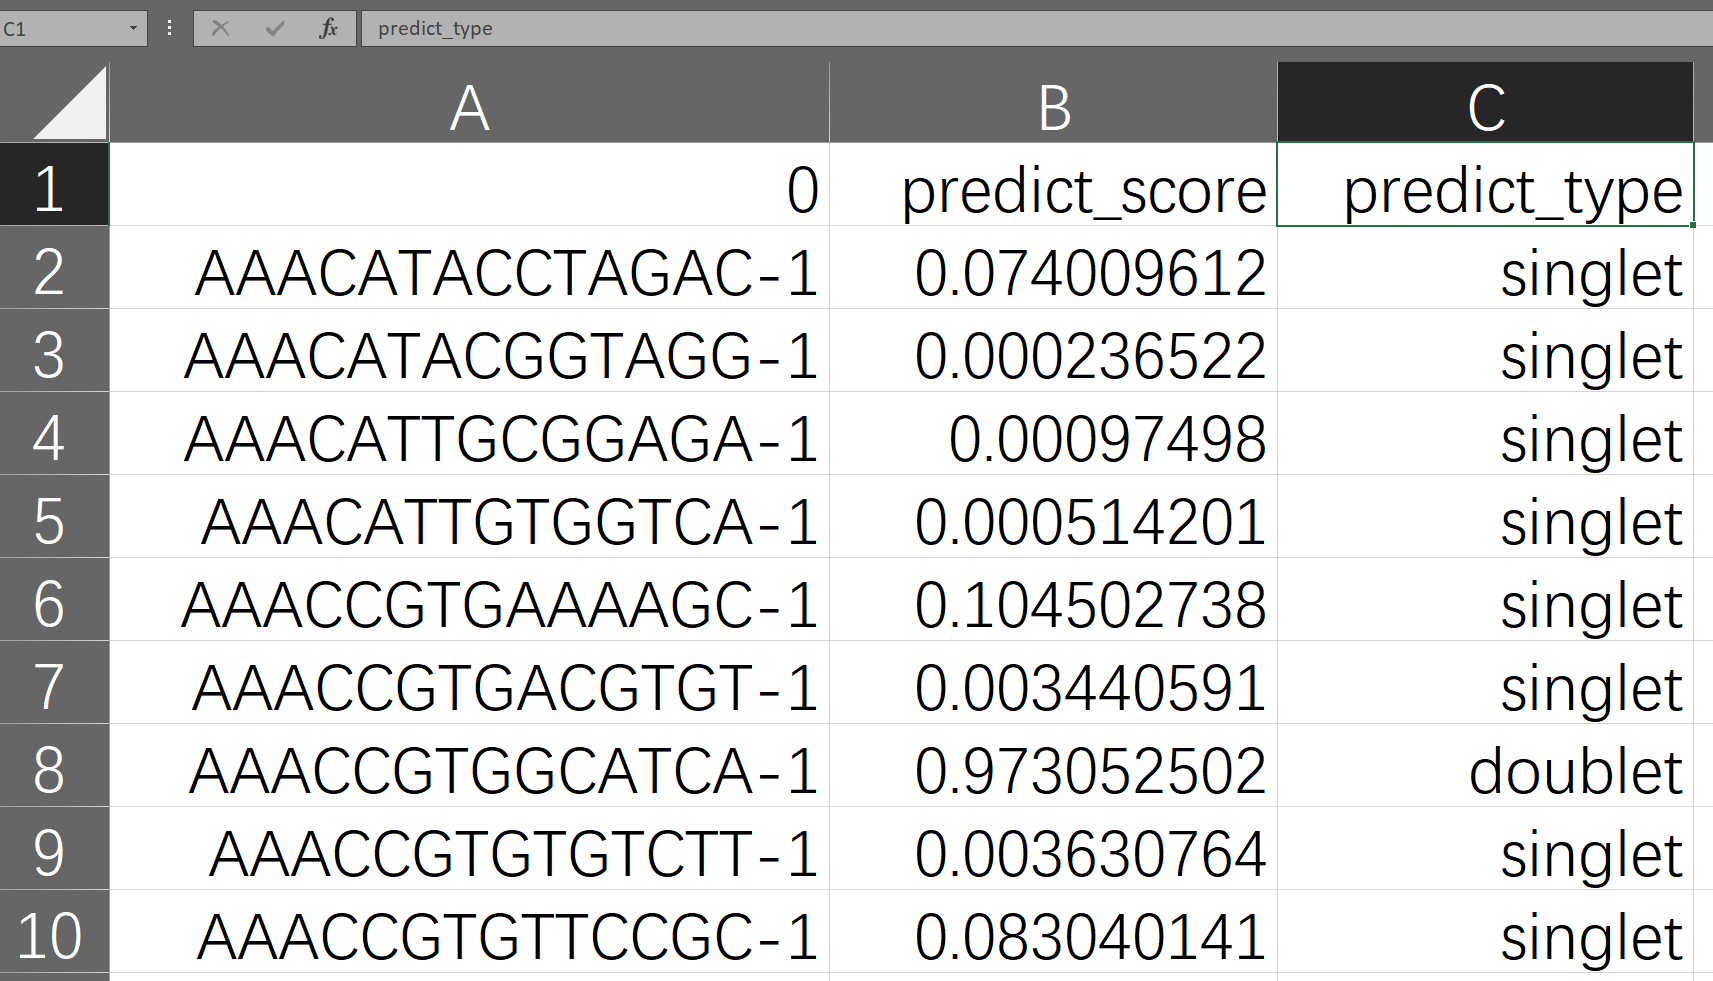 C1 fx predict_type
A B C
1 0 predict_score predict_type
2 AAACATACCTAGAC-1 0.074009612 singlet
3 AAACATACGGTAGG-1 0.000236522 singlet
4 AAACATTGCGGAGA-1 0.00097498 singlet
5 AAACATTGTGGTCA-1 0.000514201 singlet
6 AAACCGTGAAAAGC-1 0.104502738 singlet
7 AAACCGTGACGTGT-1 0.003440591 singlet
8 AAACCGTGGCATCA-1 0.973052502 doublet
9 AAACCGTGTGTCTT-1 0.003630764 singlet
10 AAACCGTGTTCCGC-1 0.083040141 singlet